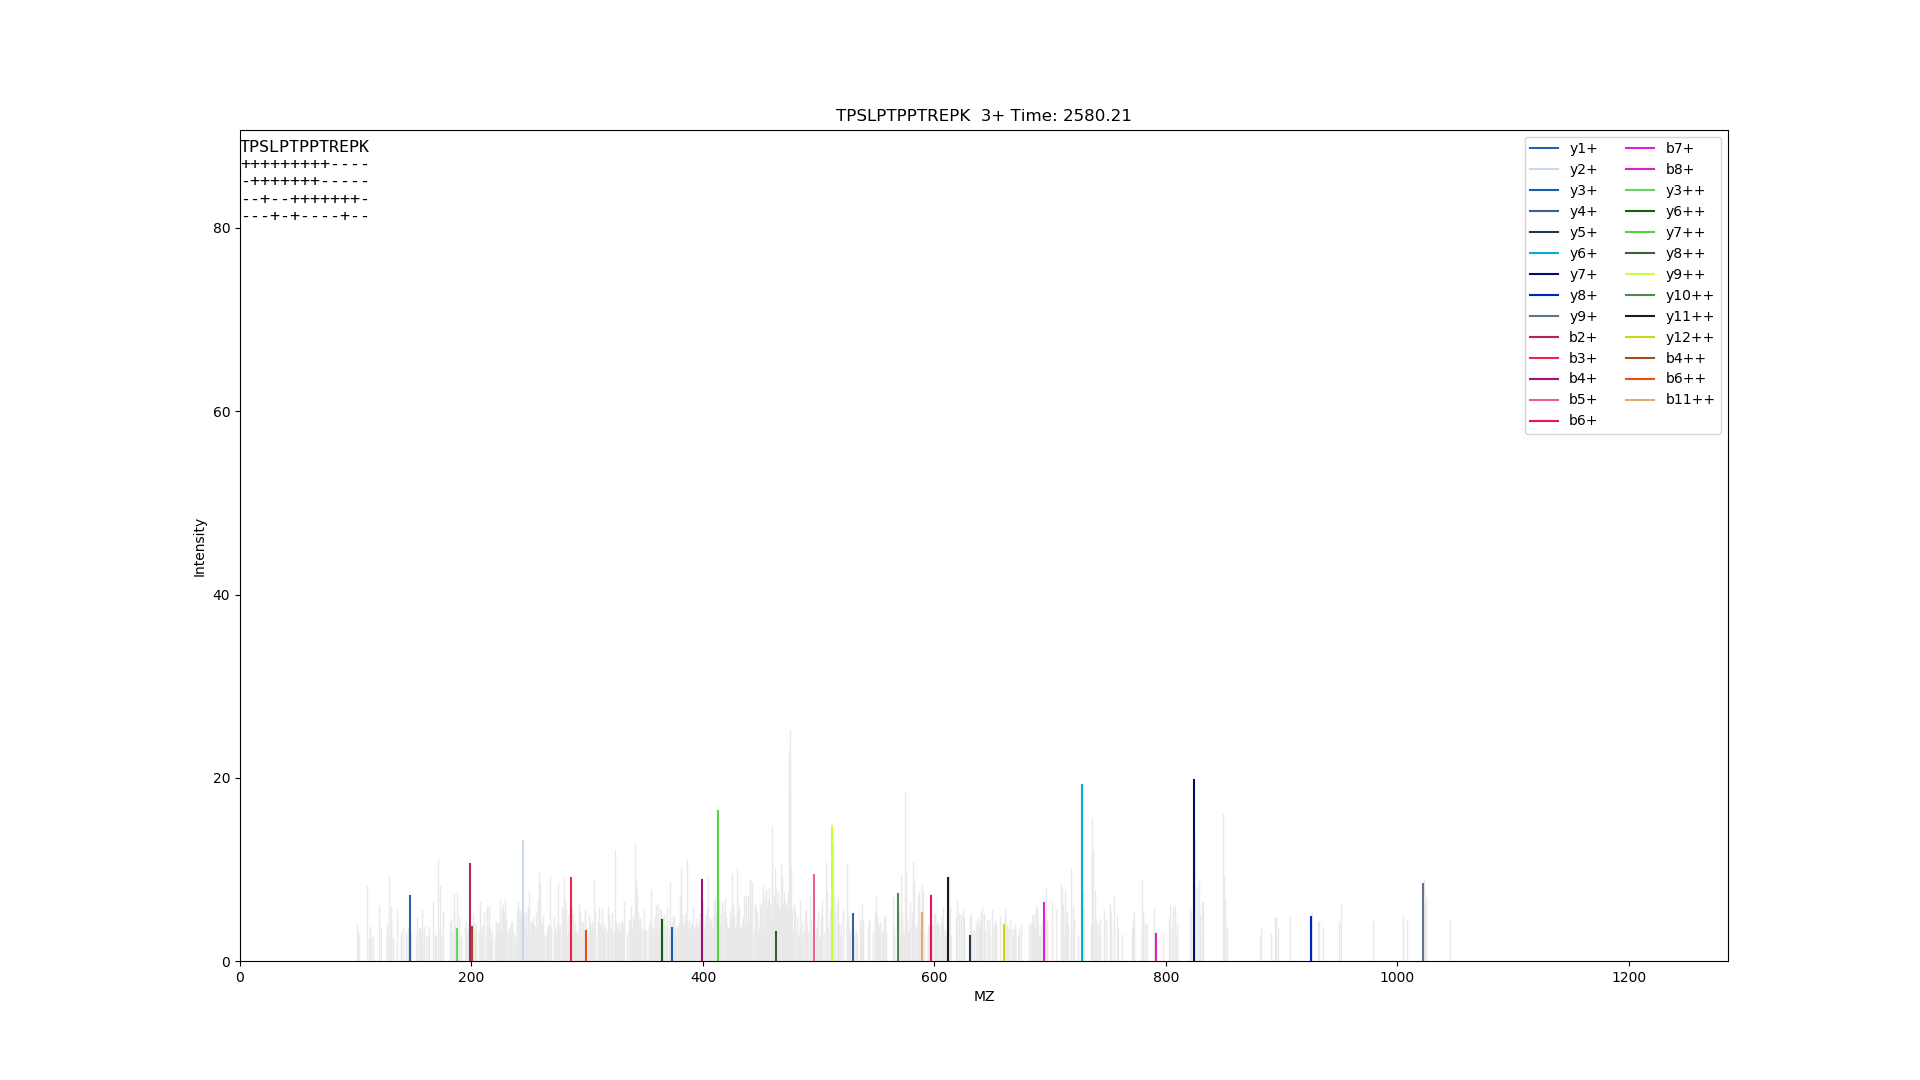 TPSLPTPPTREPK  3+ Time: 2580.21
TPSLPTPPTREPK
+++++++++----
-+++++++-----
--+--+++++++-
---+-+----+--
y1+
y2+
y3+
y4+
y5+
y6+
y7+
y8+
y9+
b2+
b3+
b4+
b5+
b6+
b7+
b8+
y3++
y6++
y7++
y8++
y9++
y10++
y11++
y12++
b4++
b6++
b11++
80
60
40
20
0
Intensity
0 200 400 600 800 1000 1200
MZ